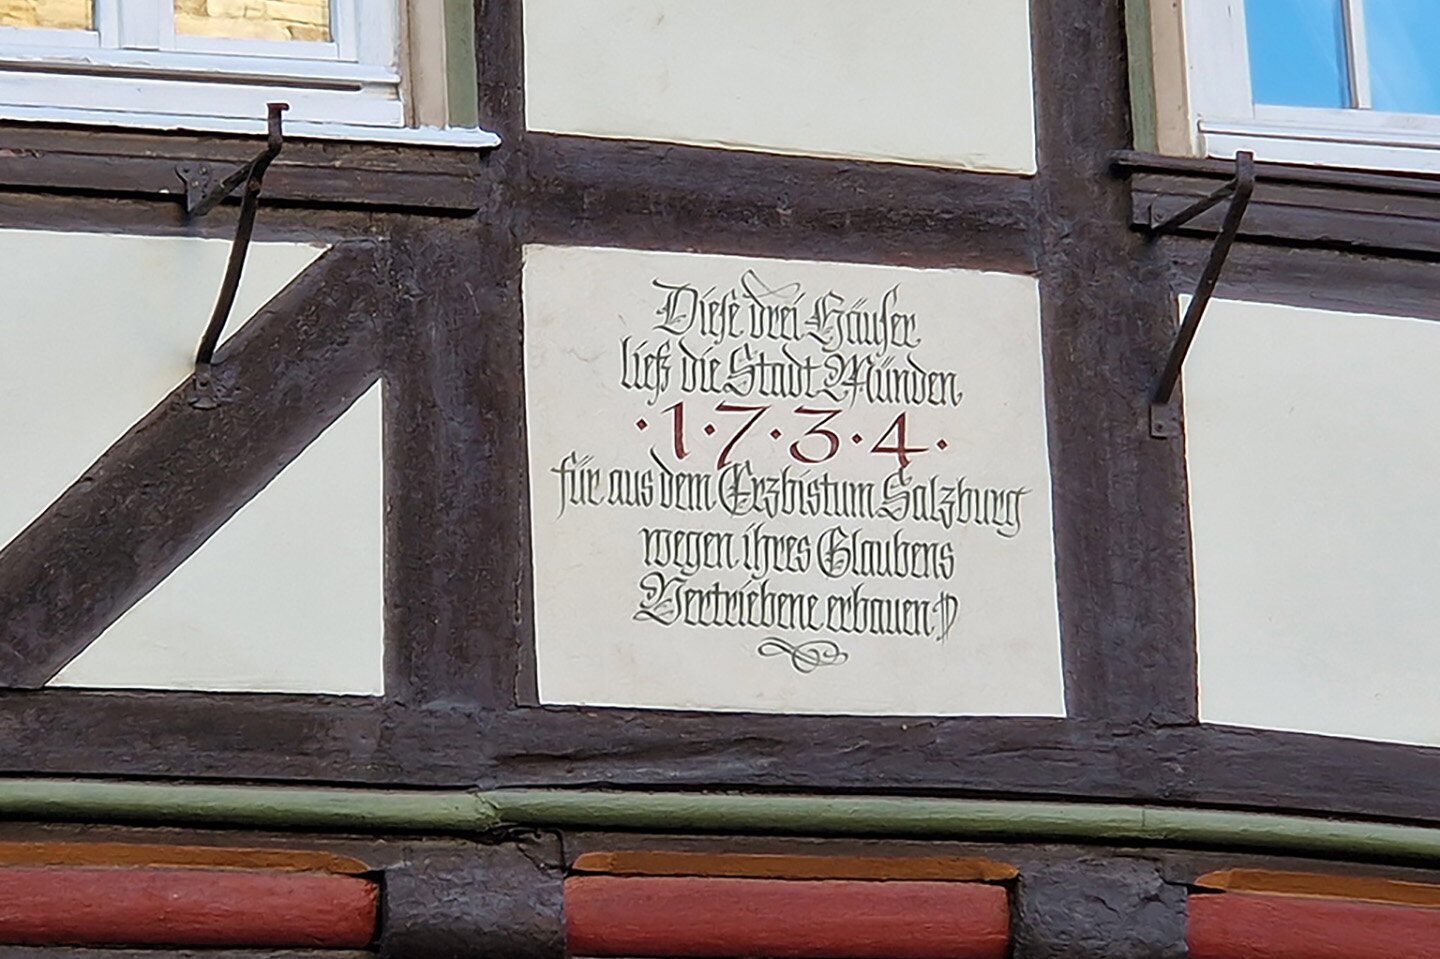 Diese drei Häuser
ließ die Stadt Münden
·1·7·3·4·
für aus dem Erzbistum Salzburg
wegen ihres Glaubens
Vertriebene erbauen